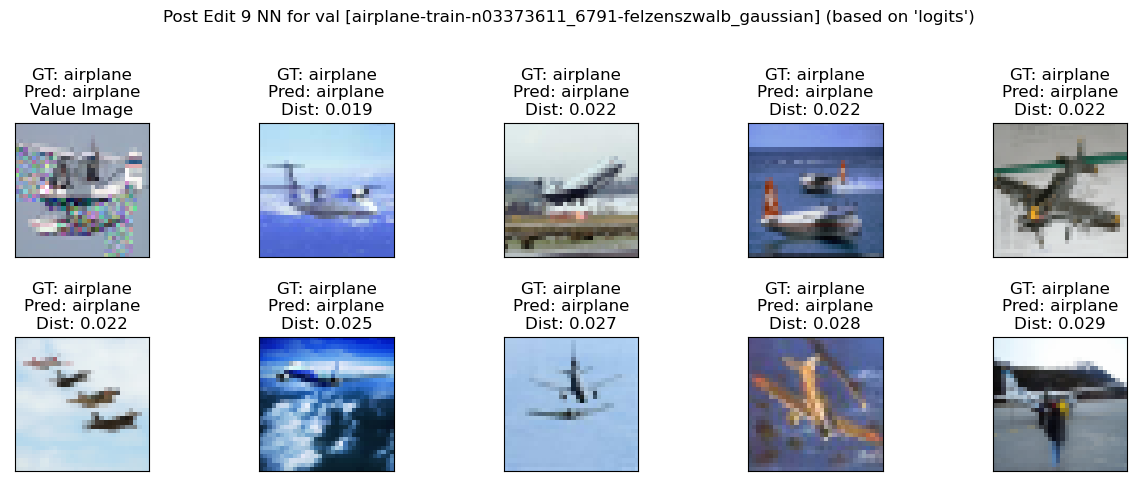 Post Edit 9 NN for val [airplane-train-n03373611_6791-felzenszwalb_gaussian] (based on 'logits')
GT: airplane
Pred: airplane
Value Image
GT: airplane
Pred: airplane
Dist: 0.019
GT: airplane
Pred: airplane
Dist: 0.022
GT: airplane
Pred: airplane
Dist: 0.022
GT: airplane
Pred: airplane
Dist: 0.022
GT: airplane
Pred: airplane
Dist: 0.022
GT: airplane
Pred: airplane
Dist: 0.025
GT: airplane
Pred: airplane
Dist: 0.027
GT: airplane
Pred: airplane
Dist: 0.028
GT: airplane
Pred: airplane
Dist: 0.029